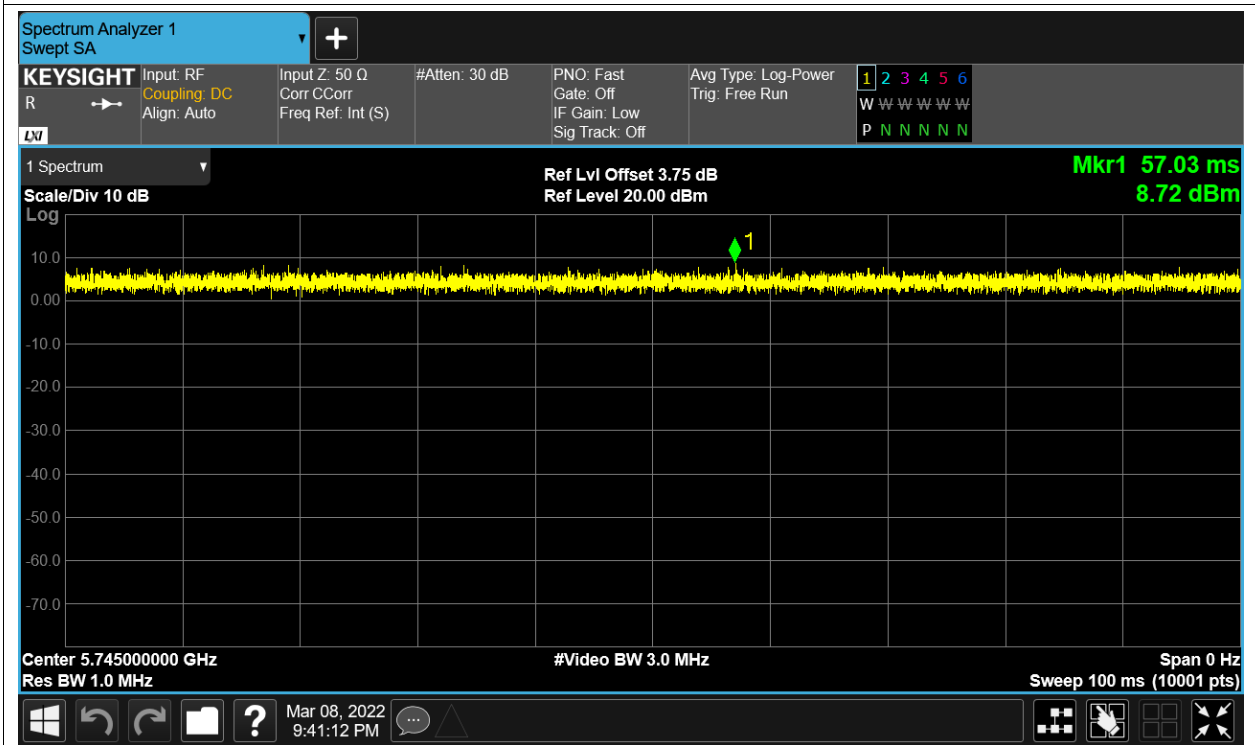 Spectrum Analyzer 1
Swept SA
KEYSIGHT
R
LXI
Input: RF
Coupling: DC
Align: Auto
Input Z: 50 Ω
Corr CCorr
Freq Ref: Int (S)
#Atten: 30 dB
PNO: Fast
Gate: Off
IF Gain: Low
Sig Track: Off
Avg Type: Log-Power
Trig: Free Run
1 2 3 4 5 6
W W W W W W
P N N N N N
1 Spectrum
Scale/Div 10 dB
Log
Ref Lvl Offset 3.75 dB
Ref Level 20.00 dBm
Mkr1 57.03 ms
8.72 dBm
1
10.0
0.00
-10.0
-20.0
-30.0
-40.0
-50.0
-60.0
-70.0
Center 5.745000000 GHz
Res BW 1.0 MHz
#Video BW 3.0 MHz
Span 0 Hz
Sweep 100 ms (10001 pts)
?
Mar 08, 2022
9:41:12 PM